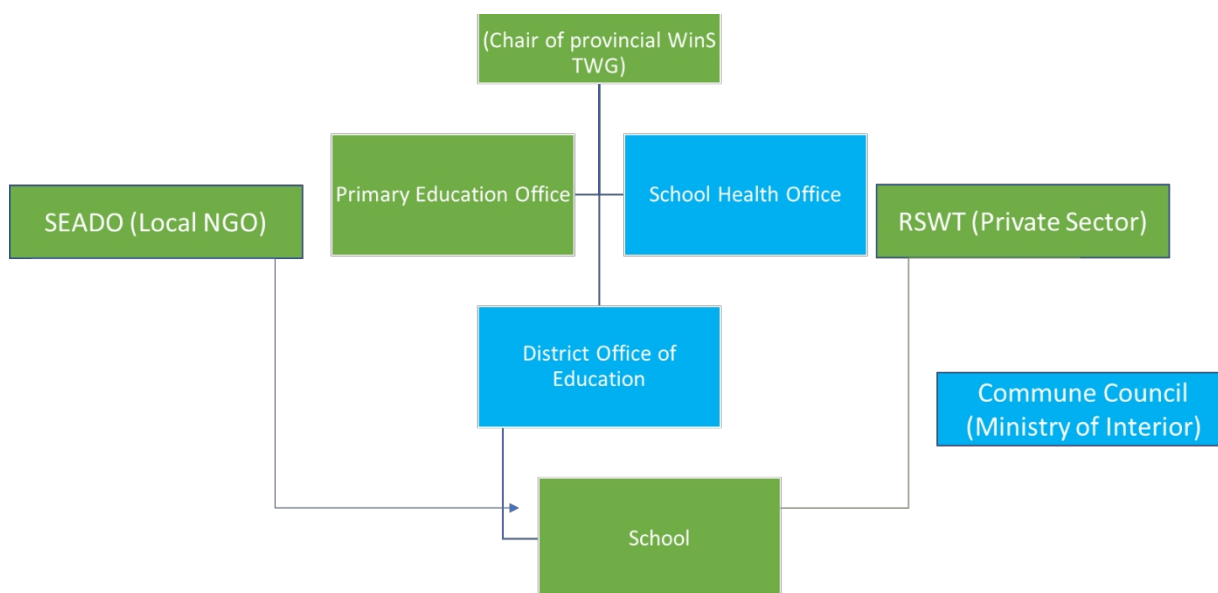 (Chair of provincial WinS
TWG)
Primary Education Office
School Health Office
SEADO (Local NGO)
RSWT (Private Sector)
District Office of
Education
Commune Council
(Ministry of Interior)
School